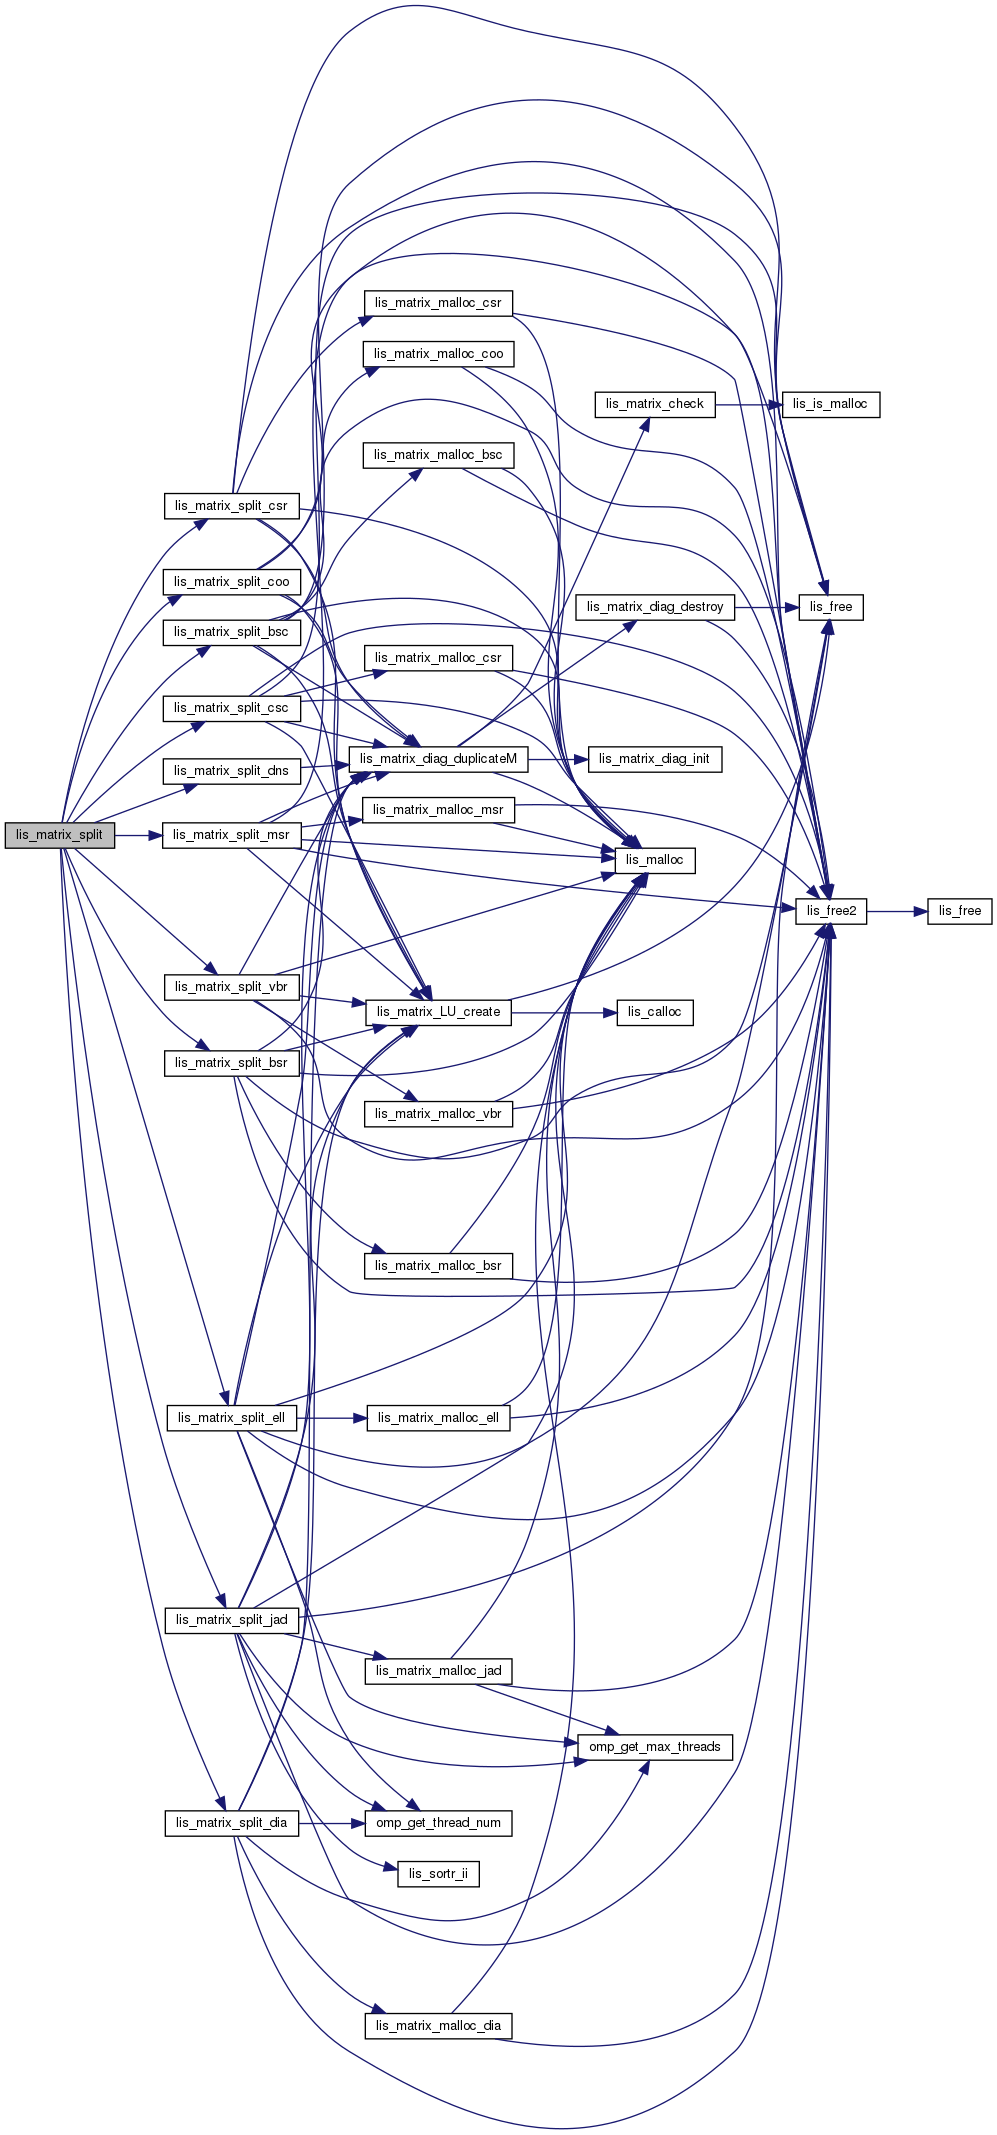 lis_matrix_malloc_csr
lis_matrix_malloc_coo
lis_matrix_check
lis_is_malloc
lis_matrix_malloc_bsc
lis_matrix_split_csr
lis_matrix_split_coo
lis_matrix_diag_destroy
lis_free
lis_matrix_split_bsc
lis_matrix_malloc_csr
lis_matrix_split_csc
lis_matrix_diag_duplicateM
lis_matrix_diag_init
lis_matrix_split_dns
lis_matrix_malloc_msr
lis_matrix_split
lis_matrix_split_msr
lis_malloc
lis_free2
lis_free
lis_matrix_split_vbr
lis_matrix_LU_create
lis_calloc
lis_matrix_split_bsr
lis_matrix_malloc_vbr
lis_matrix_malloc_bsr
lis_matrix_split_ell
lis_matrix_malloc_ell
lis_matrix_split_jad
lis_matrix_malloc_jad
omp_get_max_threads
lis_matrix_split_dia
omp_get_thread_num
lis_sortr_ii
lis_matrix_malloc_dia